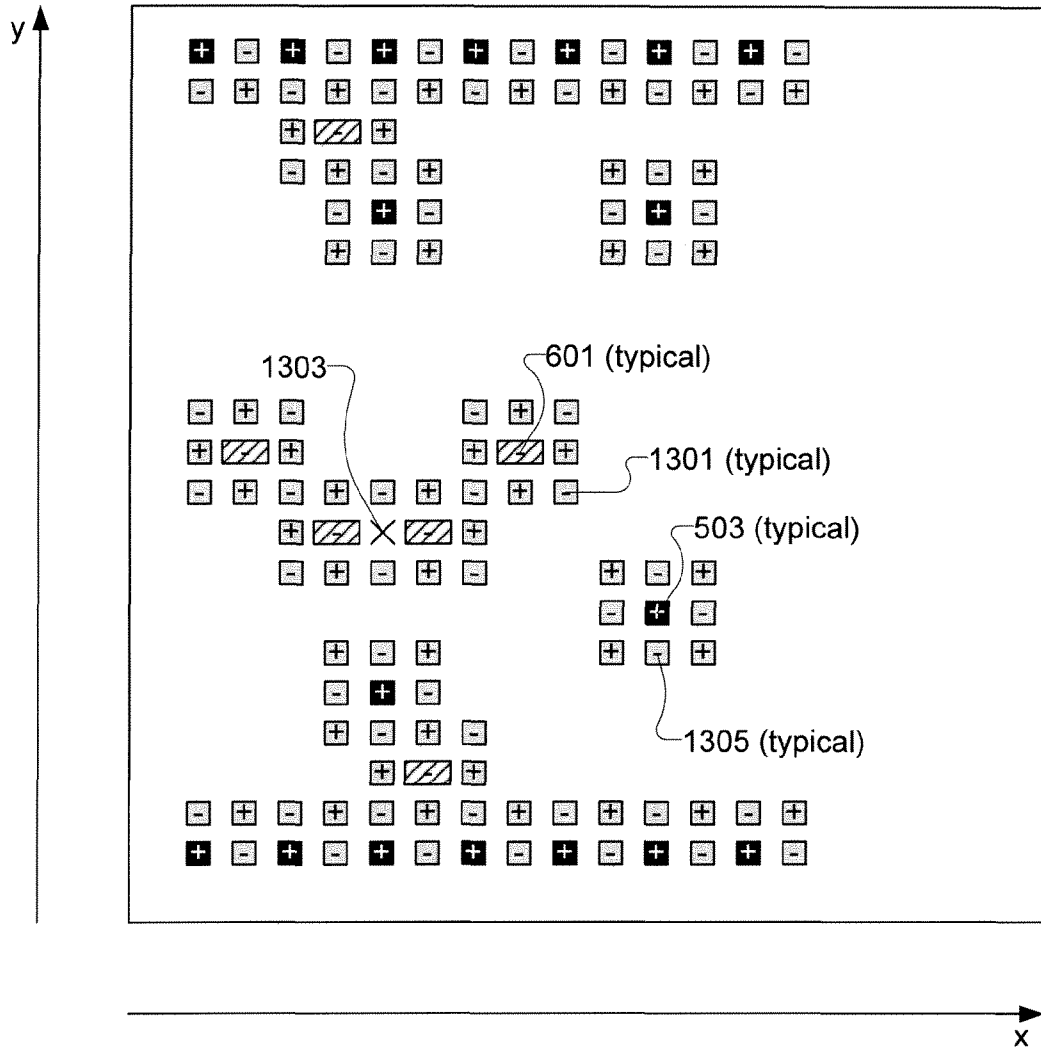 y
+ - + - + - + - + - + - + -
- + - + - + - + - + - + - +
+ - +
- + - + + - +
- + - - + -
+ - + + - +
1303
601 (typical)
- + - - + -
+ - + + - +
1301 (typical)
- + - + - + - + -
+ - - +
503 (typical)
- + - + - + - +
- + -
+ - + + - +
- + -
+ - + -
1305 (typical)
+ - +
- + - + - + - + - + - + - +
+ - + - + - + - + - + - + -
x